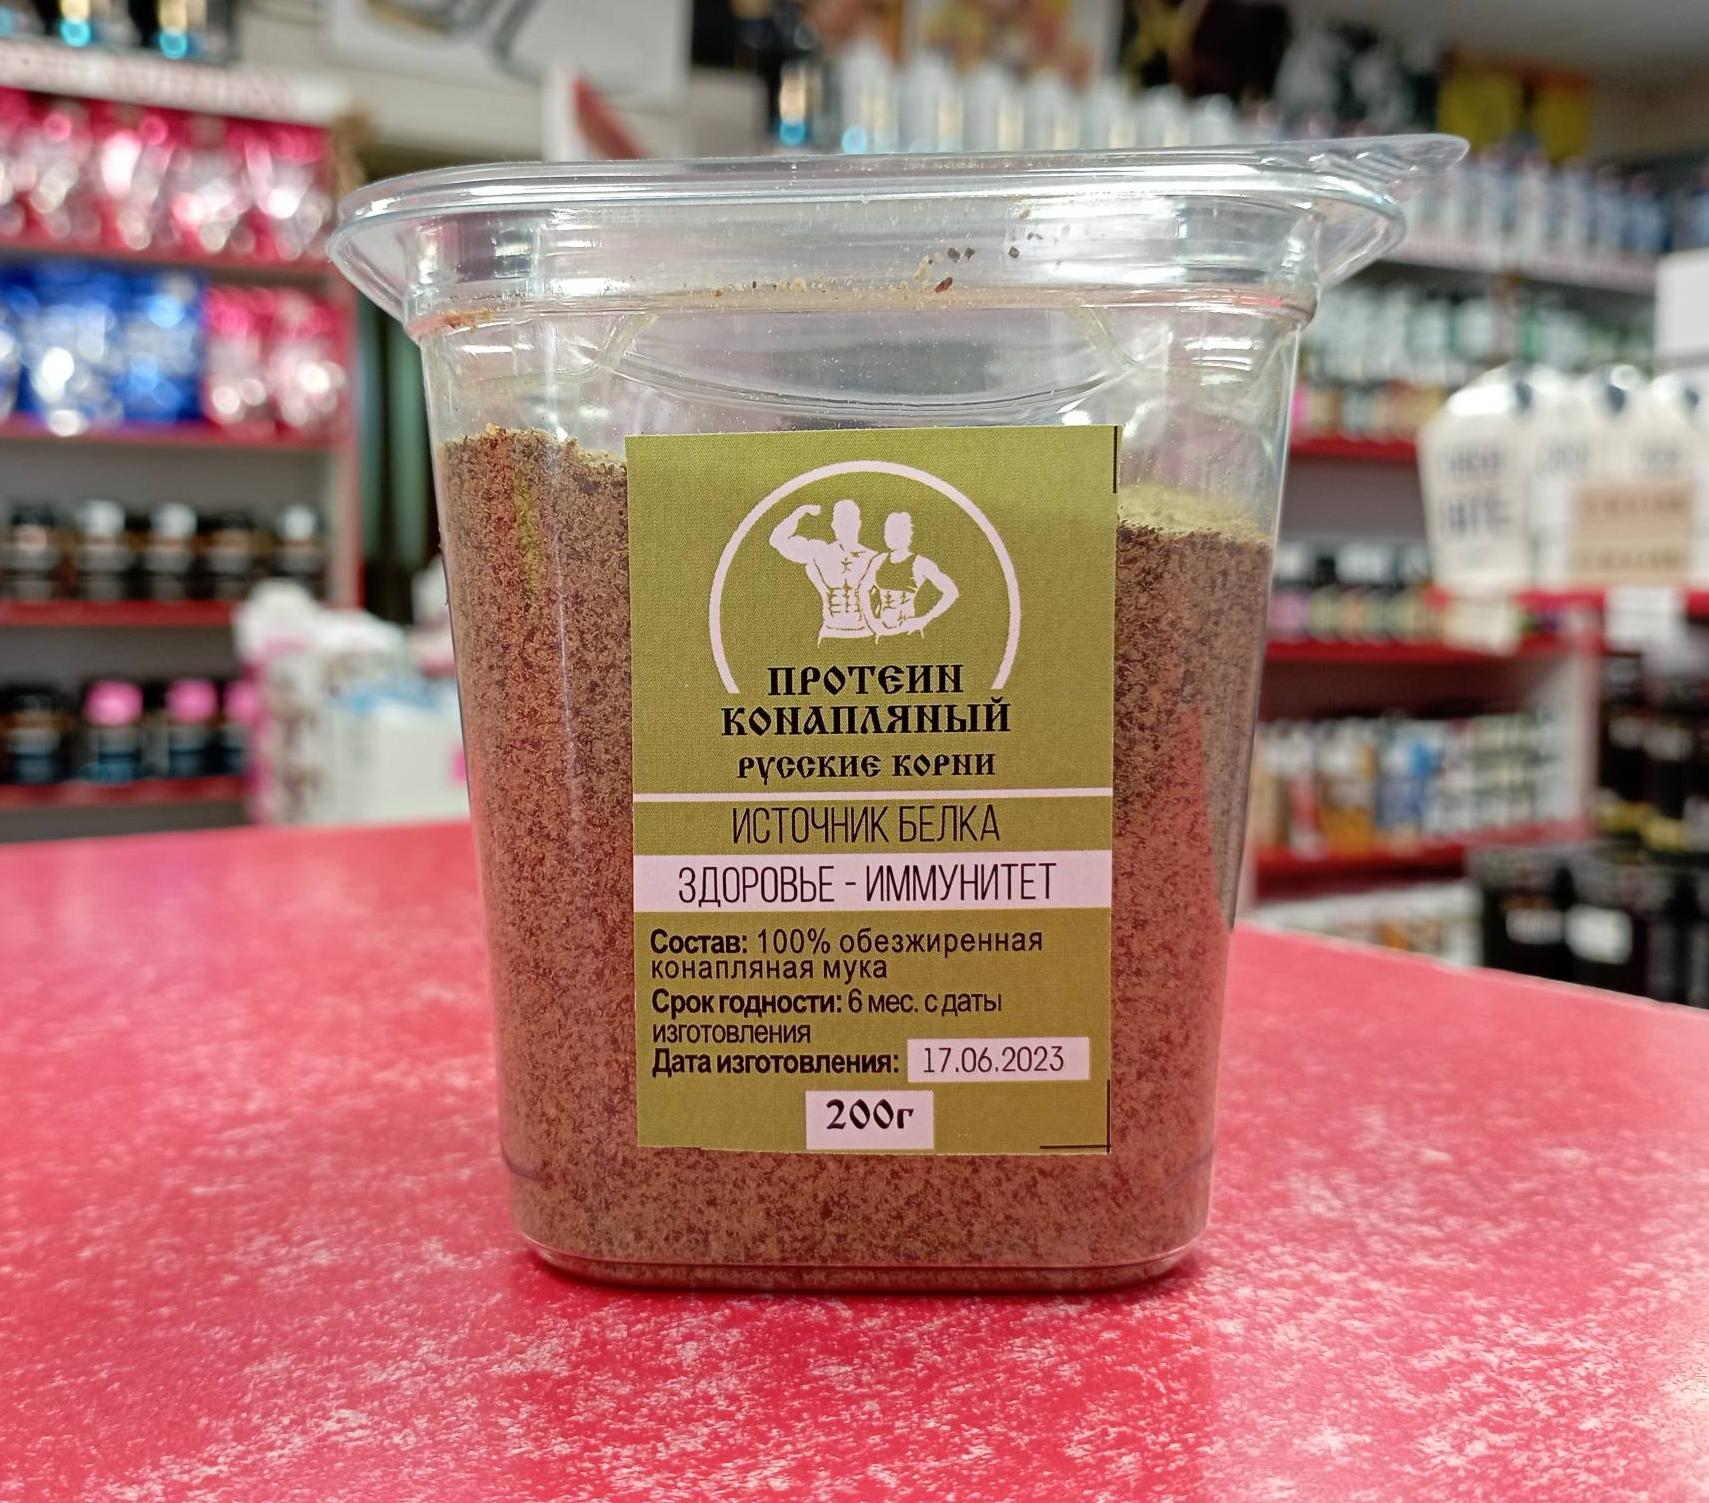 ПРОТЕИН
КОНАПЛЯНЫЙ
РУССКИЕ КОРНИ
ИСТОЧНИК БЕЛКА
ЗДОРОВЬЕ - ИММУНИТЕТ
Состав: 100% обезжиренная
конапляная мука
Срок годности: 6 мес. с даты
изготовления
Дата изготовления: 17.06.2023
200г